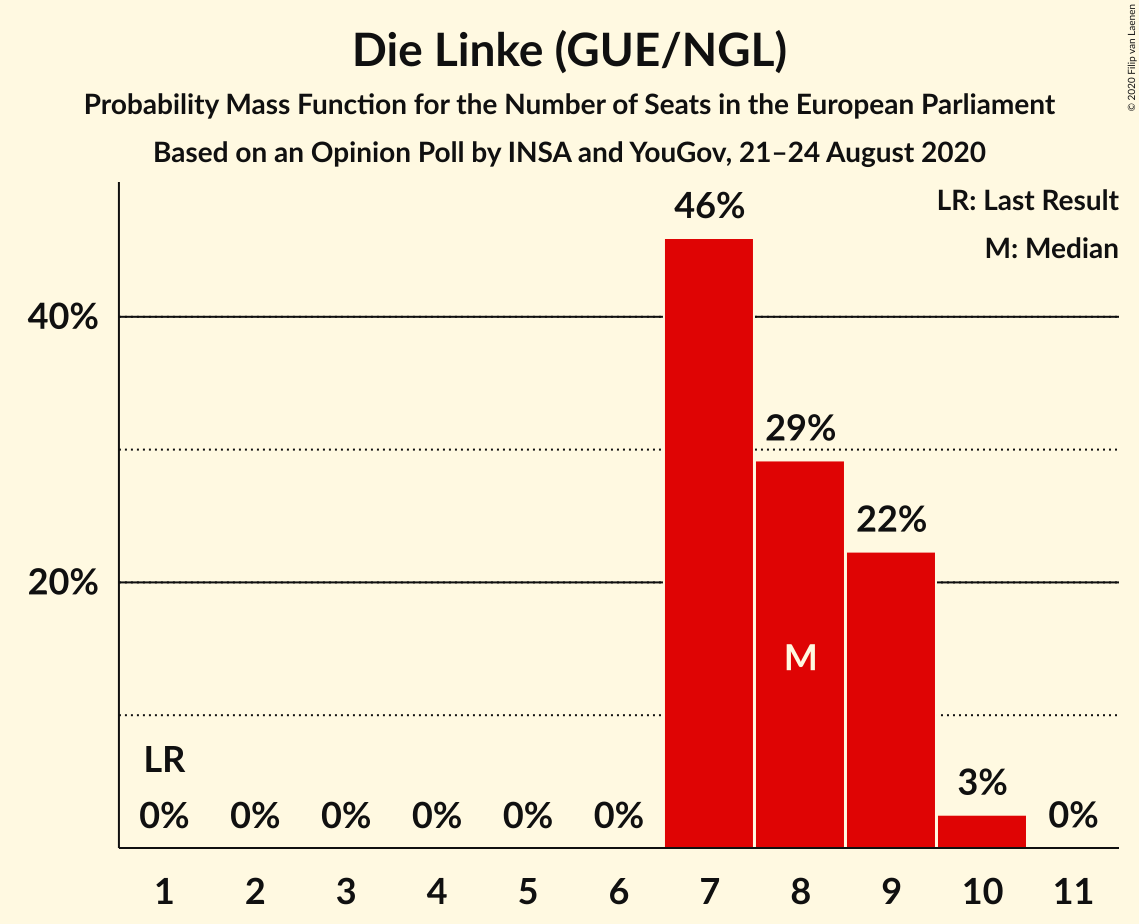 Die Linke (GUE/NGL)
Probability Mass Function for the Number of Seats in the European Parliament
Based on an Opinion Poll by INSA and YouGov, 21–24 August 2020
© 2020 Filip van Laenen
LR: Last Result
M: Median
46%
40%
29%
22%
20%
M
LR
3%
0% 0% 0% 0% 0% 0% 0%
1 2 3 4 5 6 7 8 9 10 11